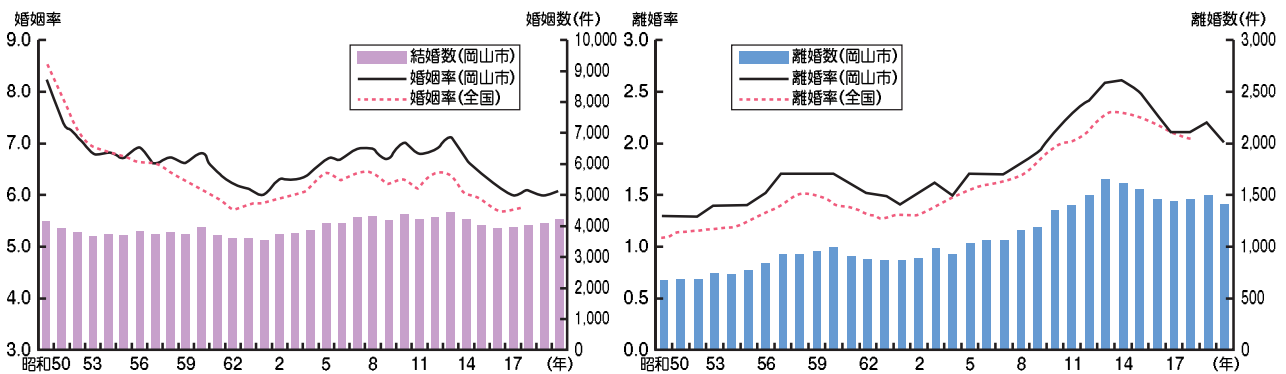 婚姻率
婚姻数(件)
9.0
8.0
7.0
6.0
5.0
4.0
3.0
10,000
9,000
8,000
7,000
6,000
5,000
4,000
3,000
2,000
1,000
0
結婚数(岡山市)
婚姻率(岡山市)
婚姻率(全国)
昭和50 53 56 59 62 2 5 8 11 14 17 (年)
離婚率
離婚数(件)
3.0
2.5
2.0
1.5
1.0
0.5
0.0
3,000
2,500
2,000
1,500
1,000
500
0
離婚数(岡山市)
離婚率(岡山市)
離婚率(全国)
昭和50 53 56 59 62 2 5 8 11 14 17 (年)